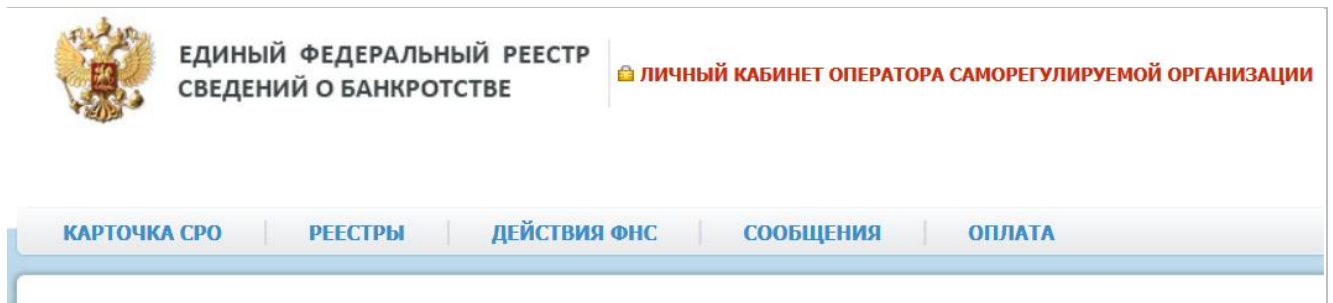 ЕДИНЫЙ ФЕДЕРАЛЬНЫЙ РЕЕСТР
СВЕДЕНИЙ О БАНКРОТСТВЕ
ЛИЧНЫЙ КАБИНЕТ ОПЕРАТОРА САМОРЕГУЛИРУЕМОЙ ОРГАНИЗАЦИИ
КАРТОЧКА СРО РЕЕСТРЫ ДЕЙСТВИЯ ФНС СООБЩЕНИЯ ОПЛАТА